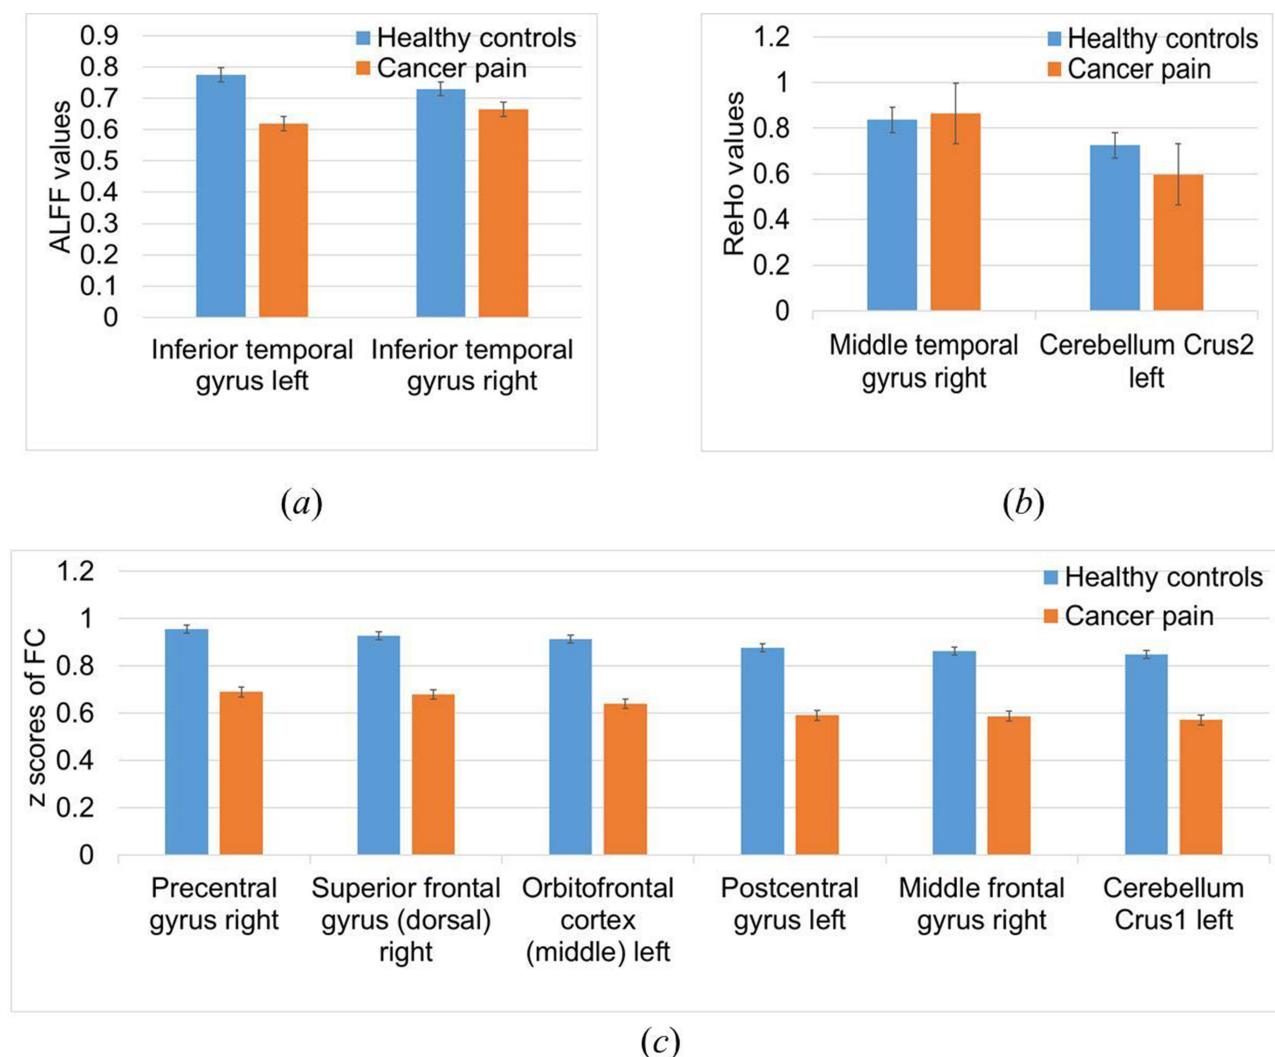 0.9
0.8
0.7
0.6
0.5
0.4
0.3
0.2
0.1
0
ALFF values
Healthy controls
Cancer pain
Inferior temporal
gyrus left
Inferior temporal
gyrus right
(a)
1.2
1
0.8
0.6
0.4
0.2
0
ReHo values
Healthy controls
Cancer pain
Middle temporal
gyrus right
Cerebellum Crus2
left
(b)
1.2
1
0.8
0.6
0.4
0.2
0
z scores of FC
Healthy controls
Cancer pain
Precentral
gyrus right
Superior frontal
gyrus (dorsal)
right
Orbitofrontal
cortex
(middle) left
Postcentral
gyrus left
Middle frontal
gyrus right
Cerebellum
Crus1 left
(c)